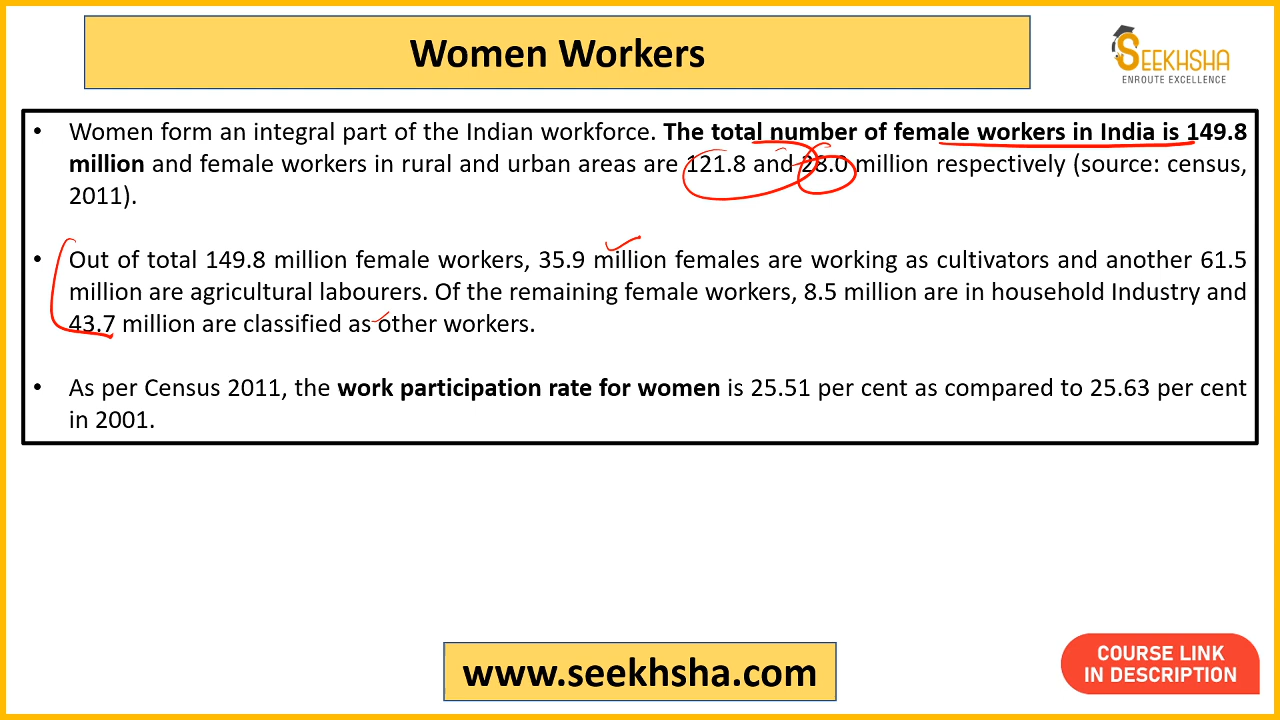 Women Workers
SEEKHSHA
ENROUTE EXCELLENCE
• Women form an integral part of the Indian workforce. The total number of female workers in India is 149.8
million and female workers in rural and urban areas are 121.8 and 28.0 million respectively (source: census,
2011).
• Out of total 149.8 million female workers, 35.9 million females are working as cultivators and another 61.5
million are agricultural labourers. Of the remaining female workers, 8.5 million are in household Industry and
43.7 million are classified as other workers.
• As per Census 2011, the work participation rate for women is 25.51 per cent as compared to 25.63 per cent
in 2001.
www.seekhsha.com
COURSE LINK
IN DESCRIPTION